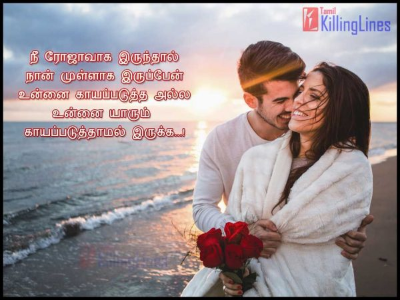 Tamil
KillingLines
நீ ரோஜாவாக இருந்தால்
நான் முள்ளாக இருப்பேன்
உன்னை காயப்படுத்த அல்ல
உன்னை யாரும்
காயப்படுத்தாமல் இருக்க...!